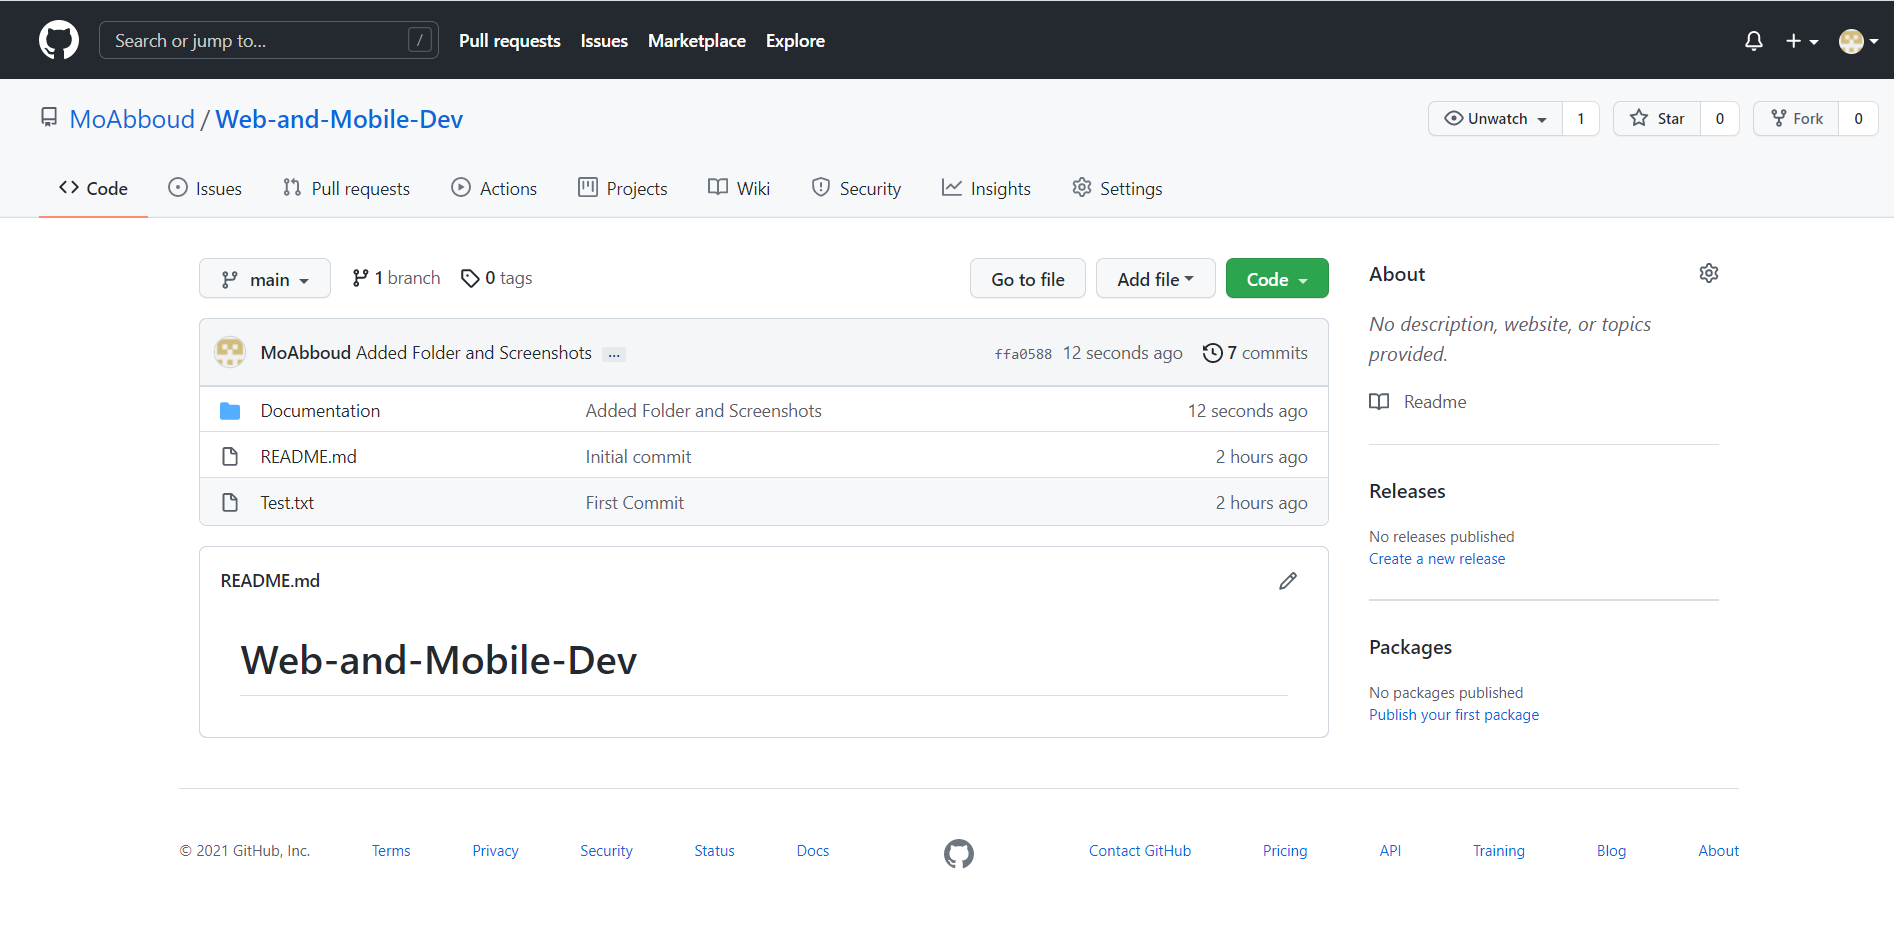 Search or jump to... /
Pull requests Issues Marketplace Explore
MoAbboud / Web-and-Mobile-Dev
Unwatch 1 Star 0 Fork 0
Code Issues Pull requests Actions Projects Wiki Security Insights Settings
main 1 branch 0 tags Go to file Add file Code
MoAbboud Added Folder and Screenshots ... ffa0588 12 seconds ago 7 commits
Documentation Added Folder and Screenshots 12 seconds ago
README.md Initial commit 2 hours ago
Test.txt First Commit 2 hours ago
README.md
Web-and-Mobile-Dev
About
No description, website, or topics
provided.
Readme
Releases
No releases published
Create a new release
Packages
No packages published
Publish your first package
© 2021 GitHub, Inc. Terms Privacy Security Status Docs Contact GitHub Pricing API Training Blog About